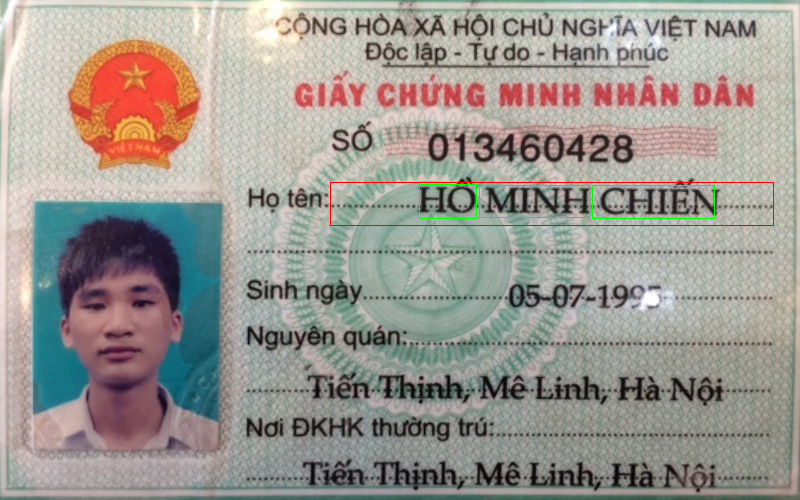 CỘNG HÒA XÃ HỘI CHỦ NGHĨA VIỆT NAM
Độc lập - Tự do - Hạnh phúc
GIẤY CHỨNG MINH NHÂN DÂN
VIỆT NAM
SỐ 013460428
Họ tên: HỒ MINH CHIẾN
Sinh ngày 05-07-1995
Nguyên quán:
Tiến Thịnh, Mê Linh, Hà Nội
Nơi ĐKHK thường trú:
Tiến Thịnh, Mê Linh, Hà Nội